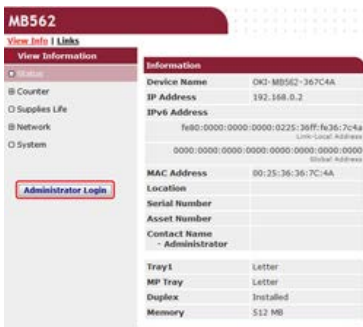 MB562
View Info | Links
View Information
Status
Counter
Supplies Life
Network
System
Administrator Login
Information
Device Name OKI-MB562-367C4A
IP Address 192.168.0.2
IPv6 Address
fe80:0000:0000:0000:0225:36ff:fe36:7c4a
Link-Local Address
0000:0000:0000:0000:0000:0000:0000:0000
Global Address
MAC Address 00:25:36:36:7C:4A
Location
Serial Number
Asset Number
Contact Name
- Administrator
Tray1 Letter
MP Tray Letter
Duplex Installed
Memory 512 MB